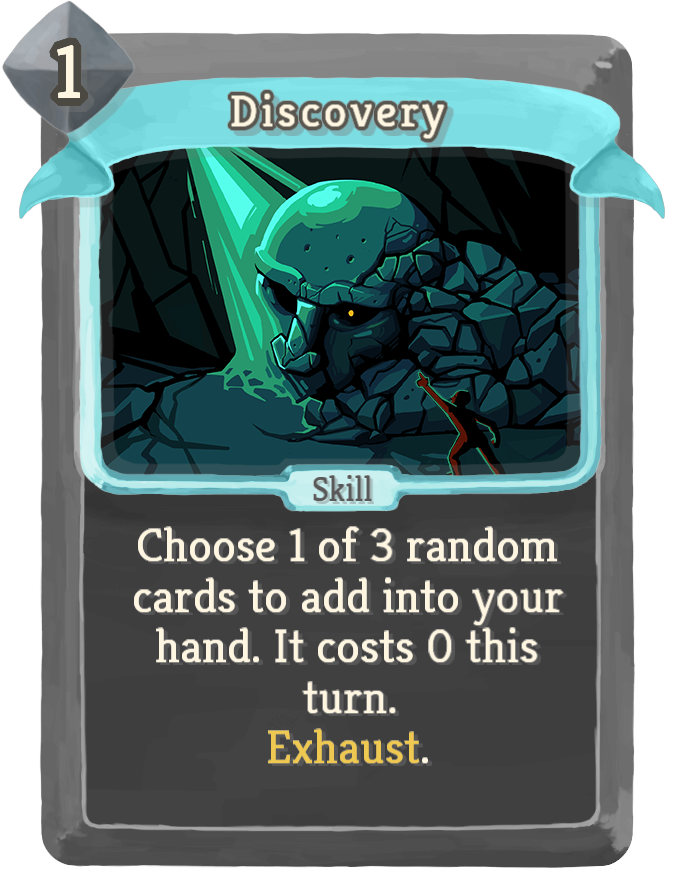 1
Discovery
Skill
Choose 1 of 3 random
cards to add into your
hand. It costs 0 this
turn.
Exhaust.